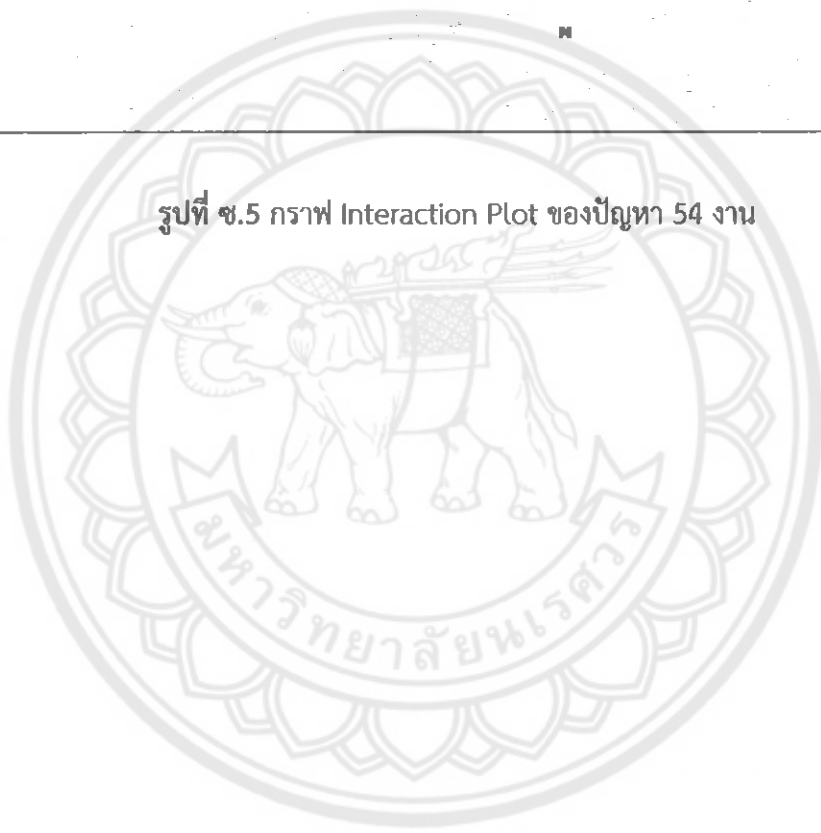 N
รูปที่ ซ.5 กราฟ Interaction Plot ของปัญหา 54 งาน
มหาวิทยาลัยนเรศวร